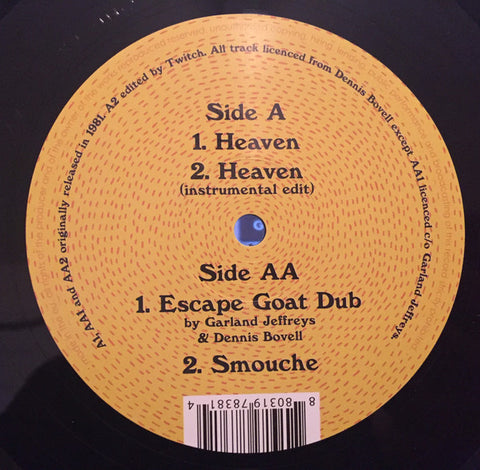 A1, AA1 and AA2 originally released in 1981. A2 edited by Twitch. All track licenced from Dennis Bovell except AA1 licenced c/o Garland Jeffreys.
Side A
1. Heaven
2. Heaven
(instrumental edit)
Side AA
1. Escape Goat Dub
by Garland Jeffreys
& Dennis Bovell
2. Smouche
8 80319 78381 4